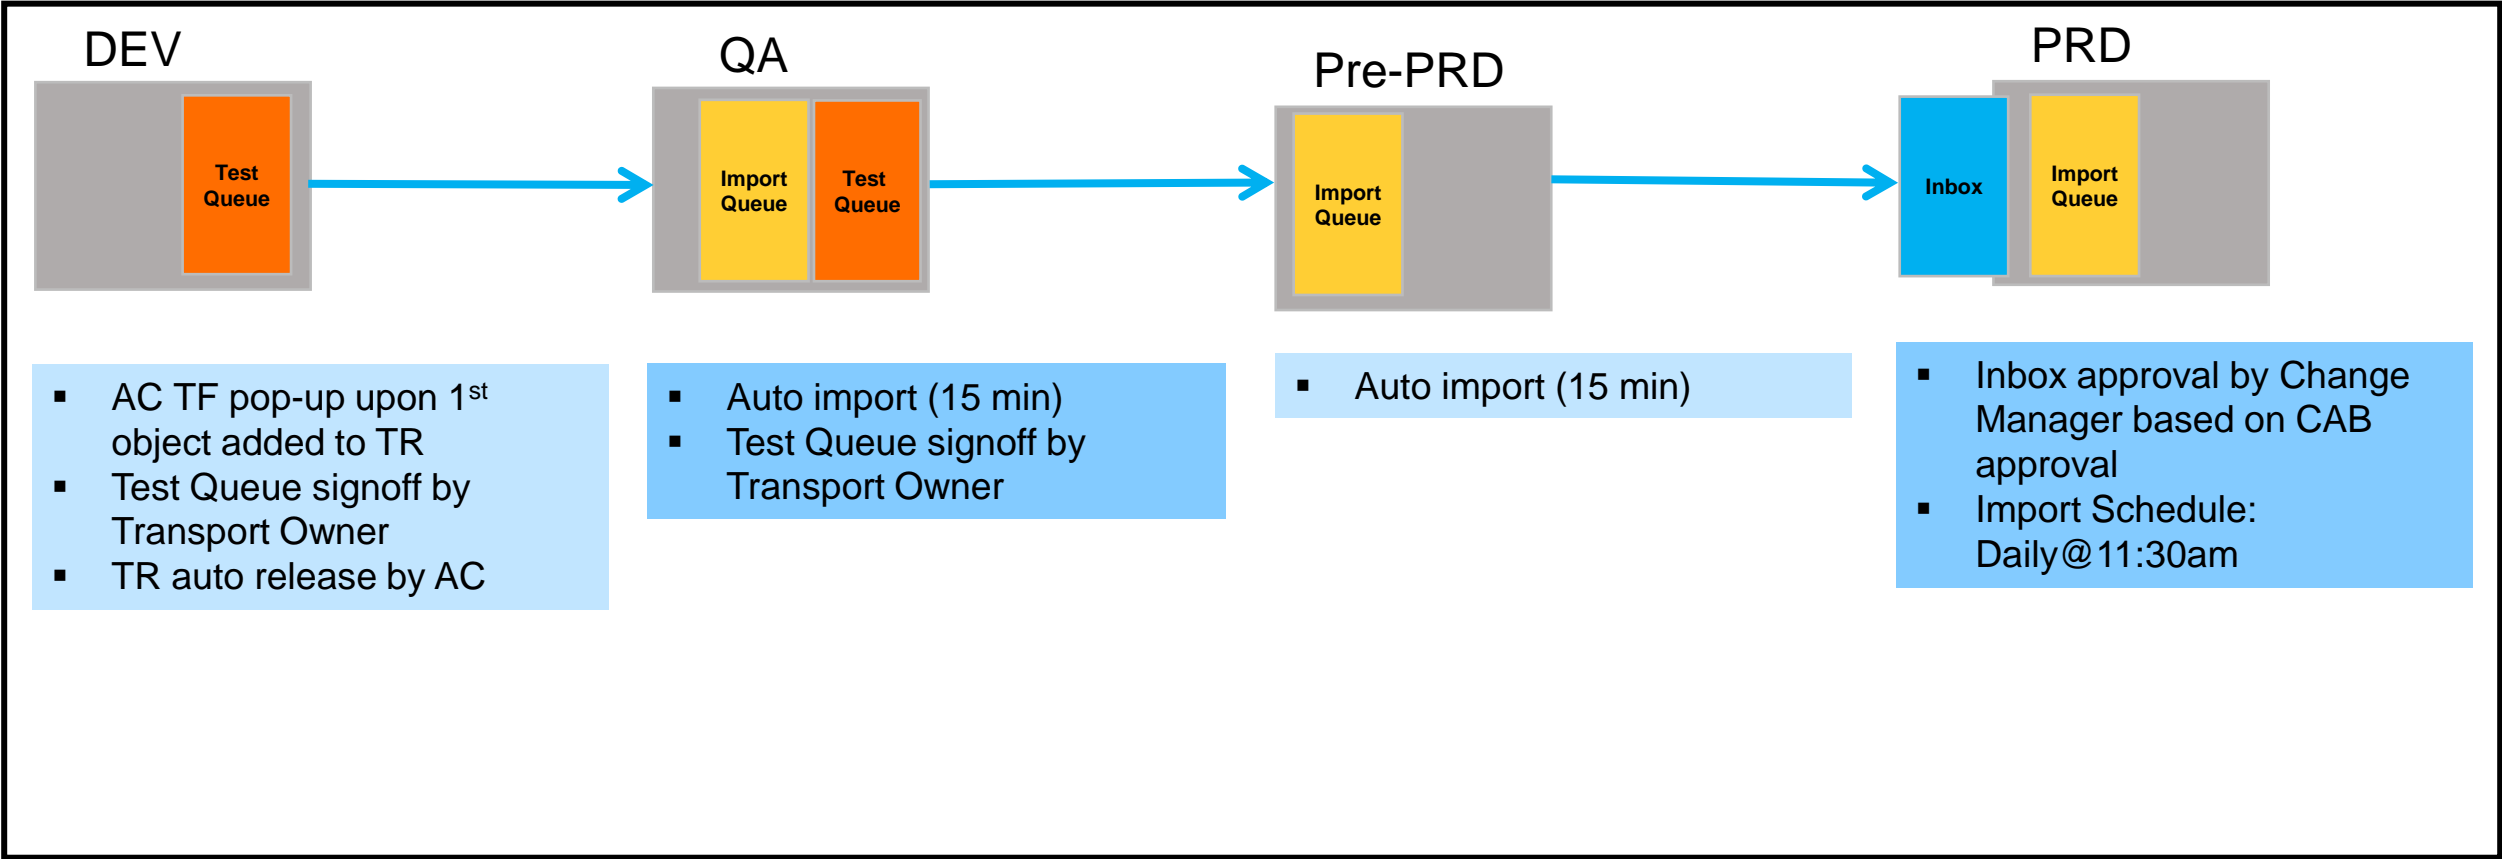 DEV
QA
Pre-PRD
PRD
Test
Queue
Import
Queue
Test
Queue
Import
Queue
Inbox
Import
Queue
▪ AC TF pop-up upon 1st
object added to TR
▪ Test Queue signoff by
Transport Owner
▪ TR auto release by AC
▪ Auto import (15 min)
▪ Test Queue signoff by
Transport Owner
▪ Auto import (15 min)
▪ Inbox approval by Change
Manager based on CAB
approval
▪ Import Schedule:
Daily@11:30am